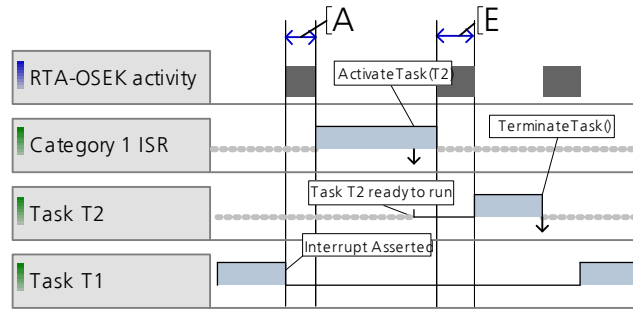 A
E
RTA-OSEK activity
ActivateTask(T2)
Category 1 ISR
TerminateTask()
Task T2 ready to run
Task T2
Interrupt Asserted
Task T1